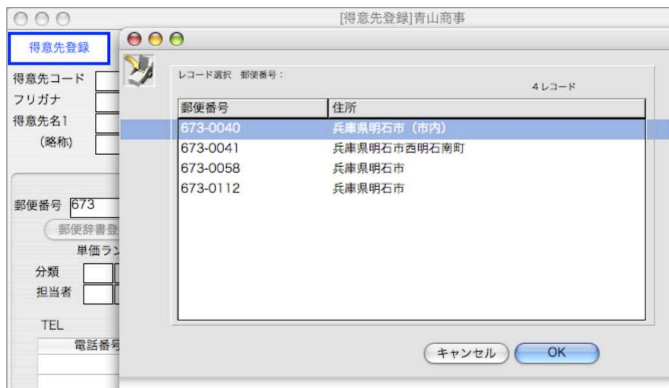 [得意先登録]青山商事
得意先登録
得意先コード
フリガナ
得意先名1
(略称)
郵便番号 673
郵便辞書登
単価ラン
分類
担当者
TEL
電話番号
レコード選択 郵便番号：
4レコード
郵便番号 住所
673-0040 兵庫県明石市（市内）
673-0041 兵庫県明石市西明石南町
673-0058 兵庫県明石市
673-0112 兵庫県明石市
キャンセル OK